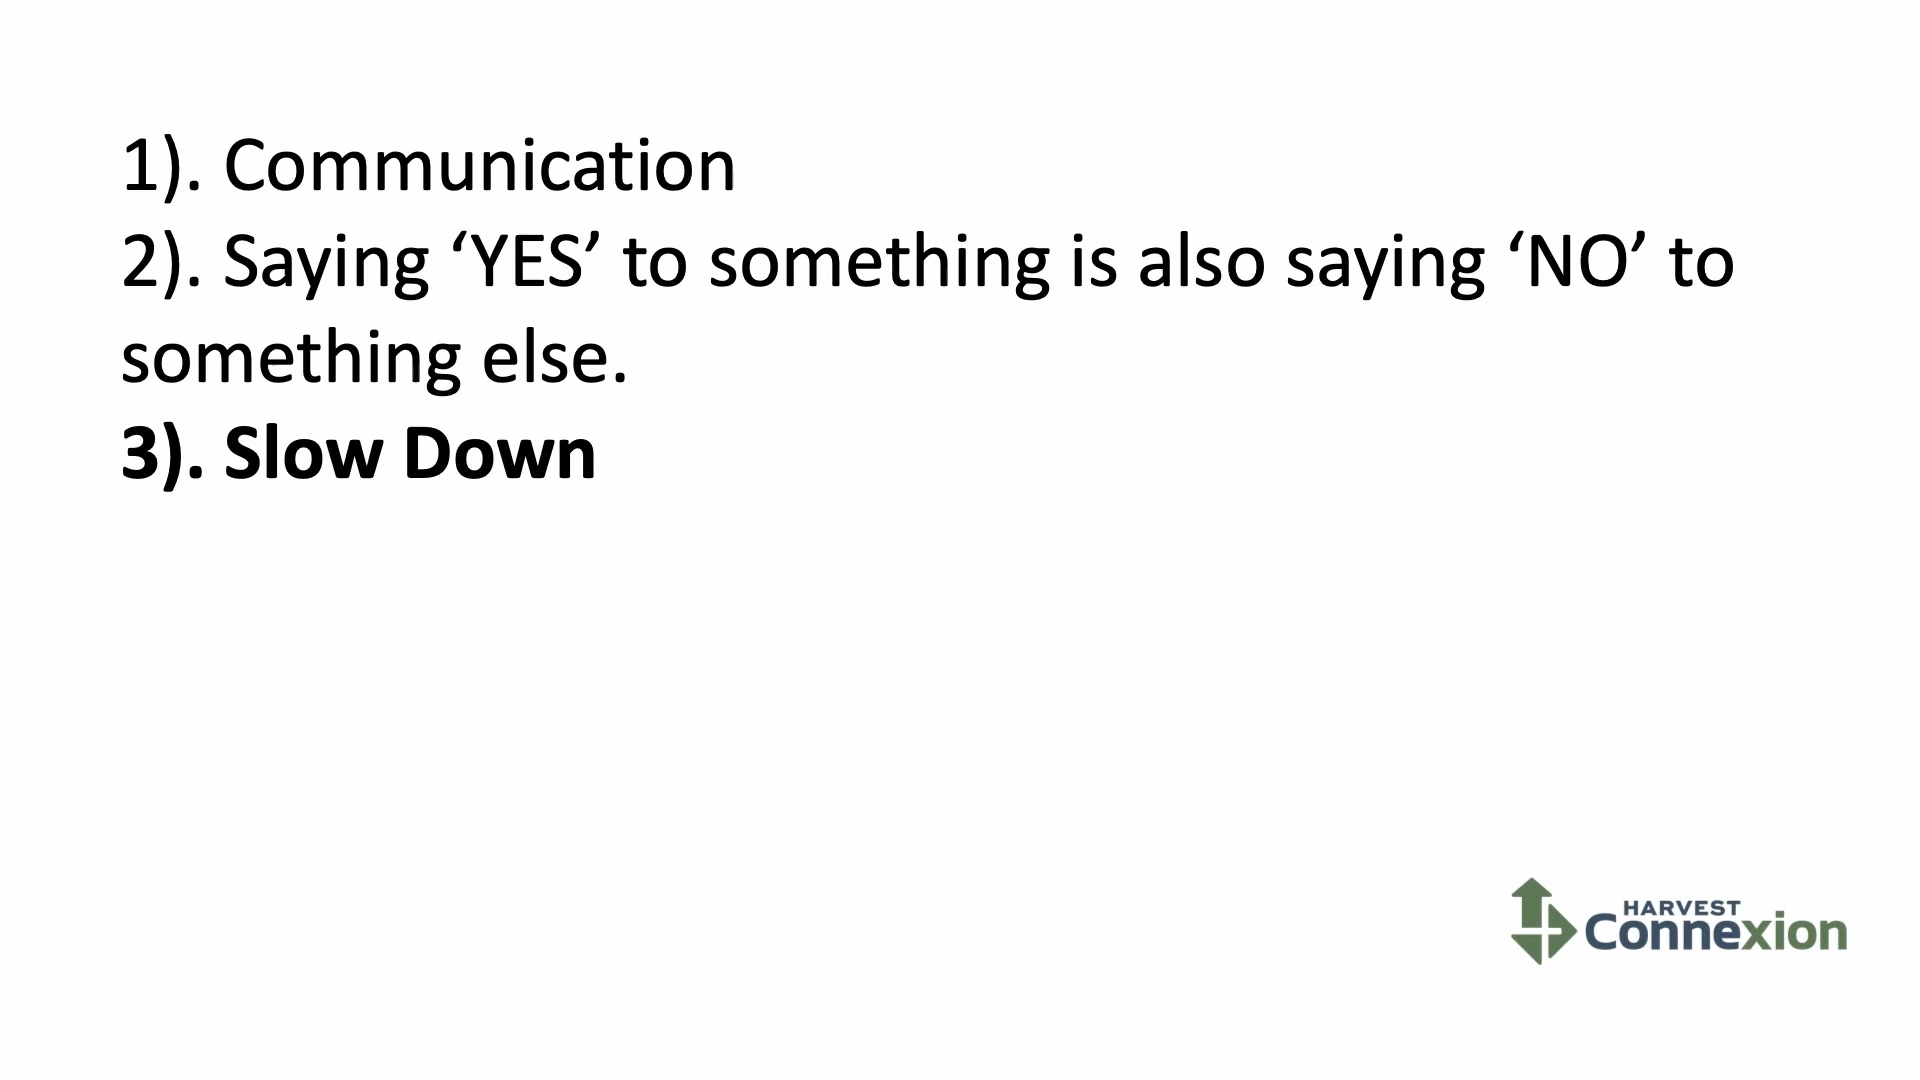 1). Communication
2). Saying ‘YES’ to something is also saying ‘NO’ to
something else.
3). Slow Down
HARVEST
Connexion